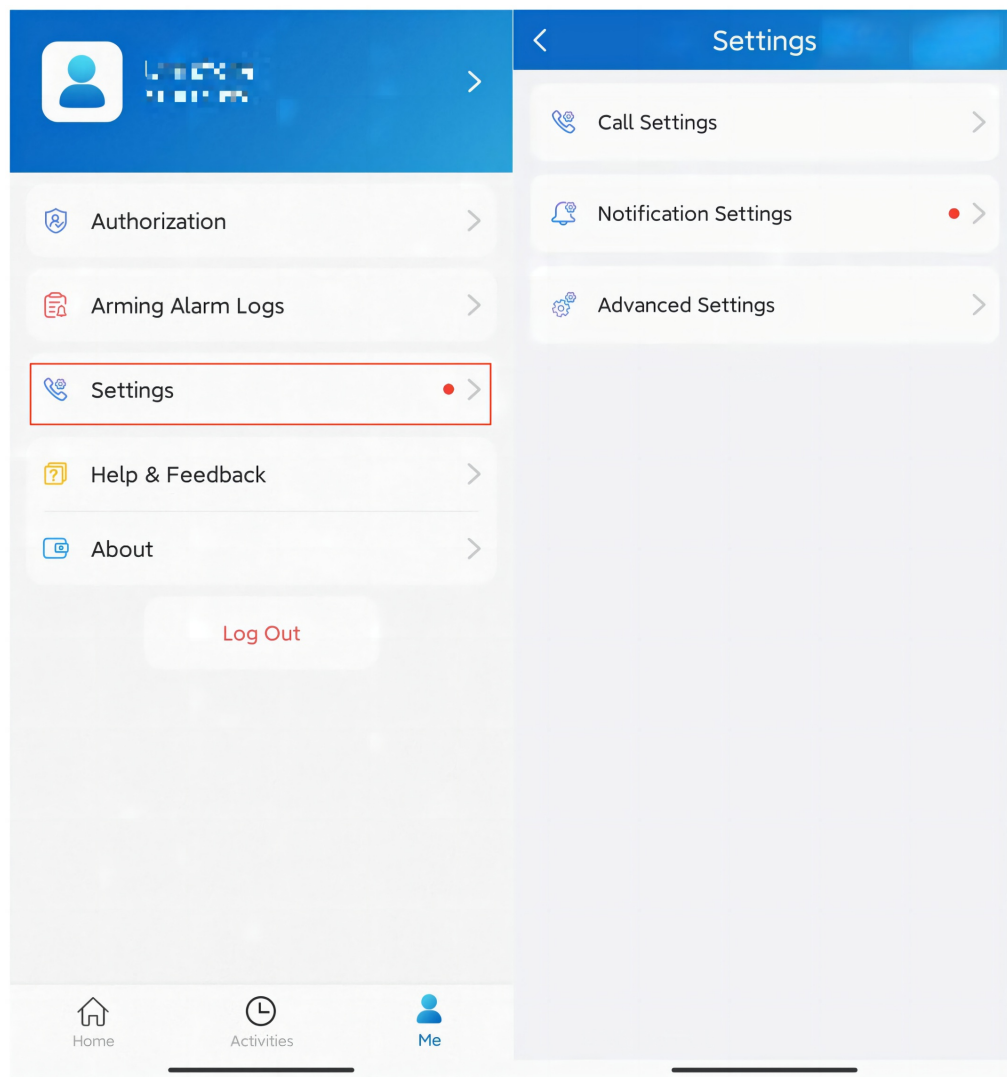 Authorization
Arming Alarm Logs
Settings
Help & Feedback
About
Log Out
Home
Activities
Me
Settings
Call Settings
Notification Settings
Advanced Settings